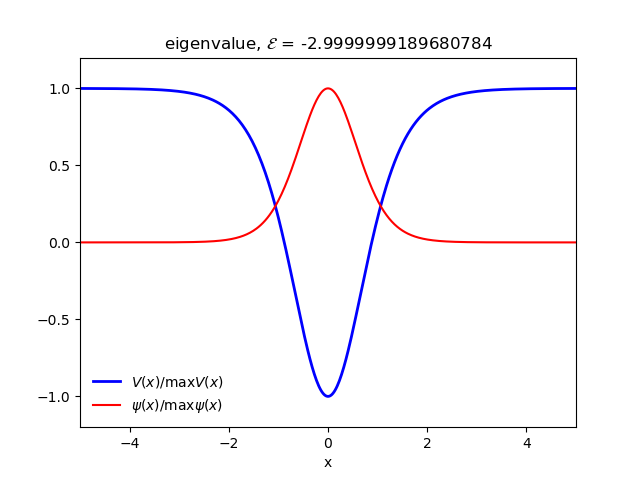 eigenvalue, ℰ = -2.9999999189680784
1.0
0.5
0.0
−0.5
−1.0
V(x)/maxV(x)
ψ(x)/maxψ(x)
−4 −2 0 2 4
x